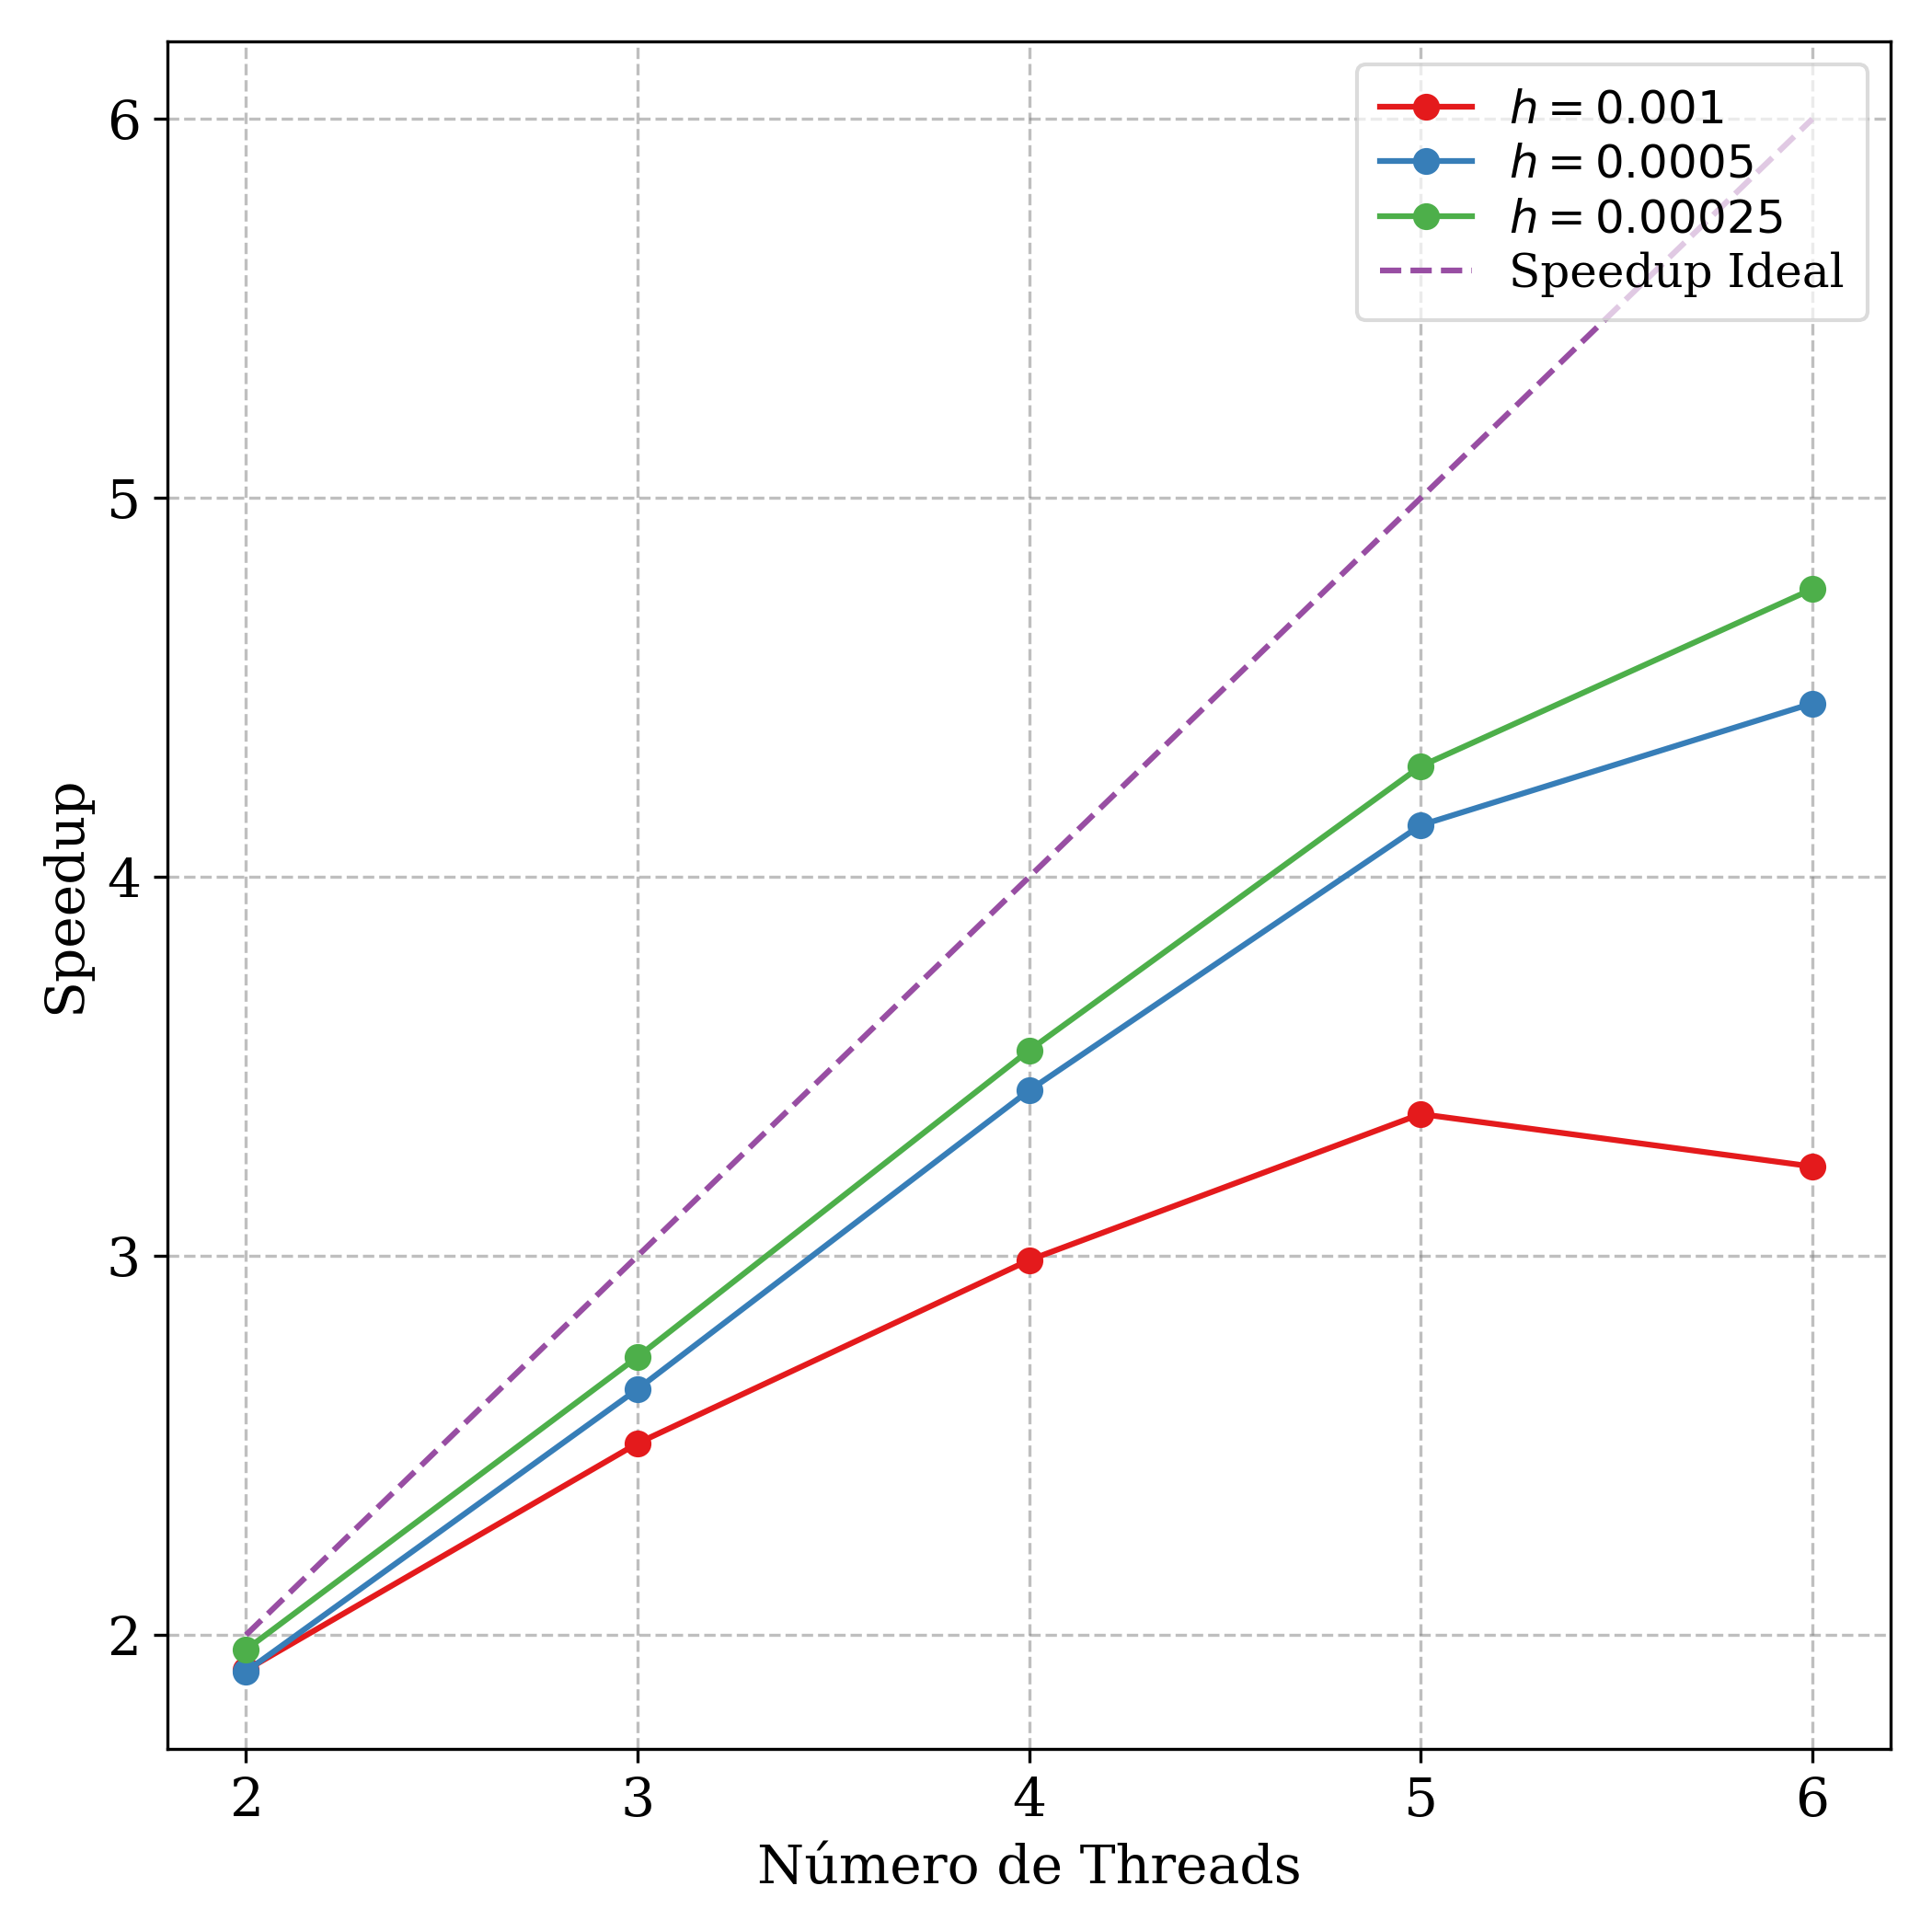 6
5
4
3
2
Speedup
h = 0.001
h = 0.0005
h = 0.00025
Speedup Ideal
2 3 4 5 6
Número de Threads